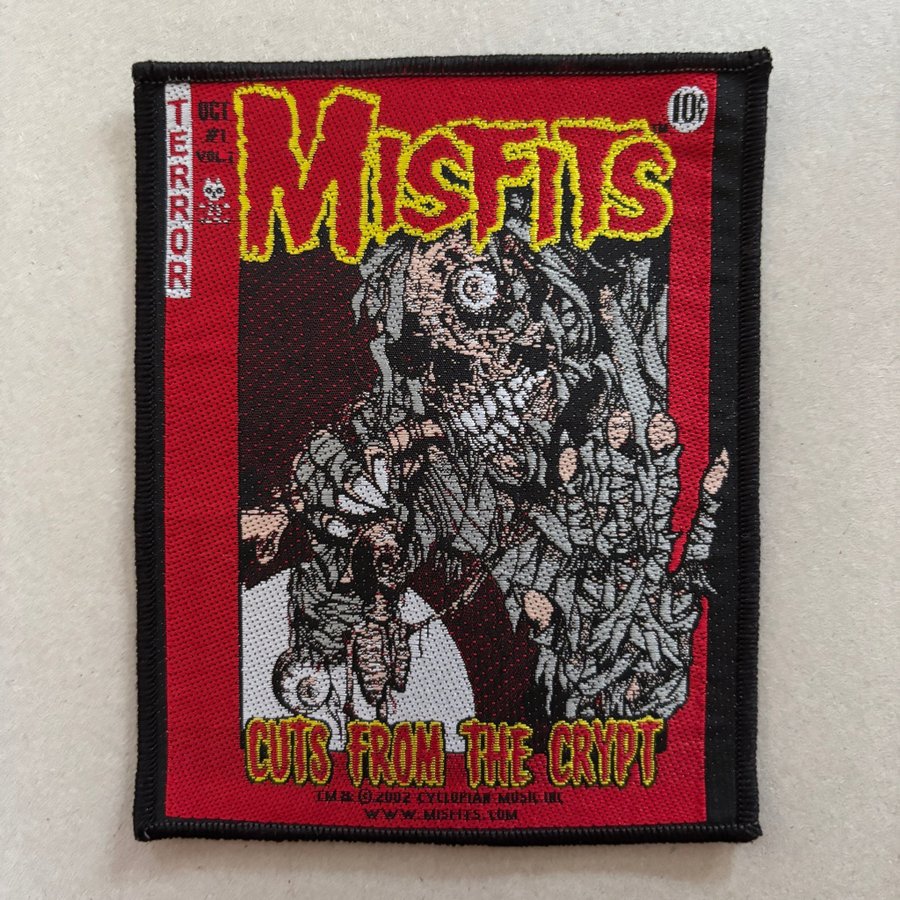 TERROR
OCT
#1
VOL.1
MISFITS
TM
10¢
CUTS FROM THE CRYPT
TM & © 2002 CYCLOPIAN MUSIC INC
WWW.MISFITS.COM